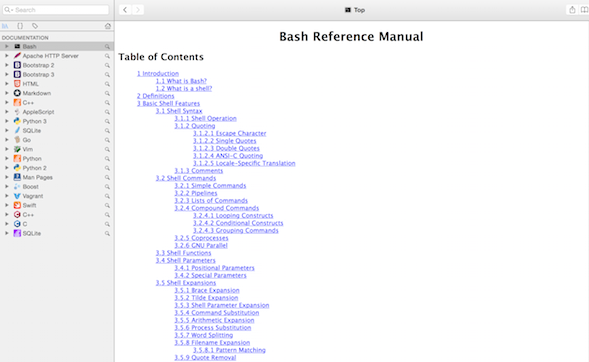 Search
Top
DOCUMENTATION
Bash
Apache HTTP Server
Bootstrap 2
Bootstrap 3
HTML
Markdown
C++
AppleScript
Python 3
SQLite
Go
Vim
Python
Python 2
Man Pages
Boost
Vagrant
Swift
C++
C
SQLite
Bash Reference Manual
Table of Contents
1 Introduction
1.1 What is Bash?
1.2 What is a shell?
2 Definitions
3 Basic Shell Features
3.1 Shell Syntax
3.1.1 Shell Operation
3.1.2 Quoting
3.1.2.1 Escape Character
3.1.2.2 Single Quotes
3.1.2.3 Double Quotes
3.1.2.4 ANSI-C Quoting
3.1.2.5 Locale-Specific Translation
3.1.3 Comments
3.2 Shell Commands
3.2.1 Simple Commands
3.2.2 Pipelines
3.2.3 Lists of Commands
3.2.4 Compound Commands
3.2.4.1 Looping Constructs
3.2.4.2 Conditional Constructs
3.2.4.3 Grouping Commands
3.2.5 Coprocesses
3.2.6 GNU Parallel
3.3 Shell Functions
3.4 Shell Parameters
3.4.1 Positional Parameters
3.4.2 Special Parameters
3.5 Shell Expansions
3.5.1 Brace Expansion
3.5.2 Tilde Expansion
3.5.3 Shell Parameter Expansion
3.5.4 Command Substitution
3.5.5 Arithmetic Expansion
3.5.6 Process Substitution
3.5.7 Word Splitting
3.5.8 Filename Expansion
3.5.8.1 Pattern Matching
3.5.9 Quote Removal